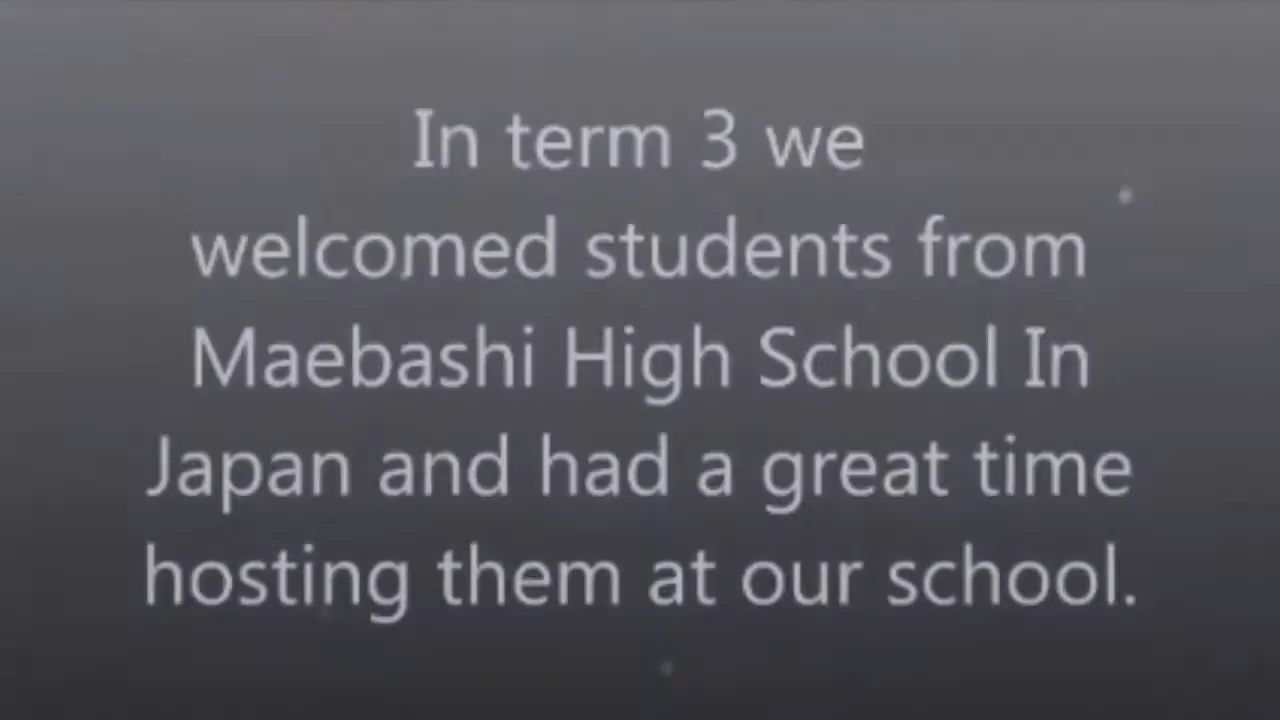 In term 3 we
welcomed students from
Maebashi High School In
Japan and had a great time
hosting them at our school.